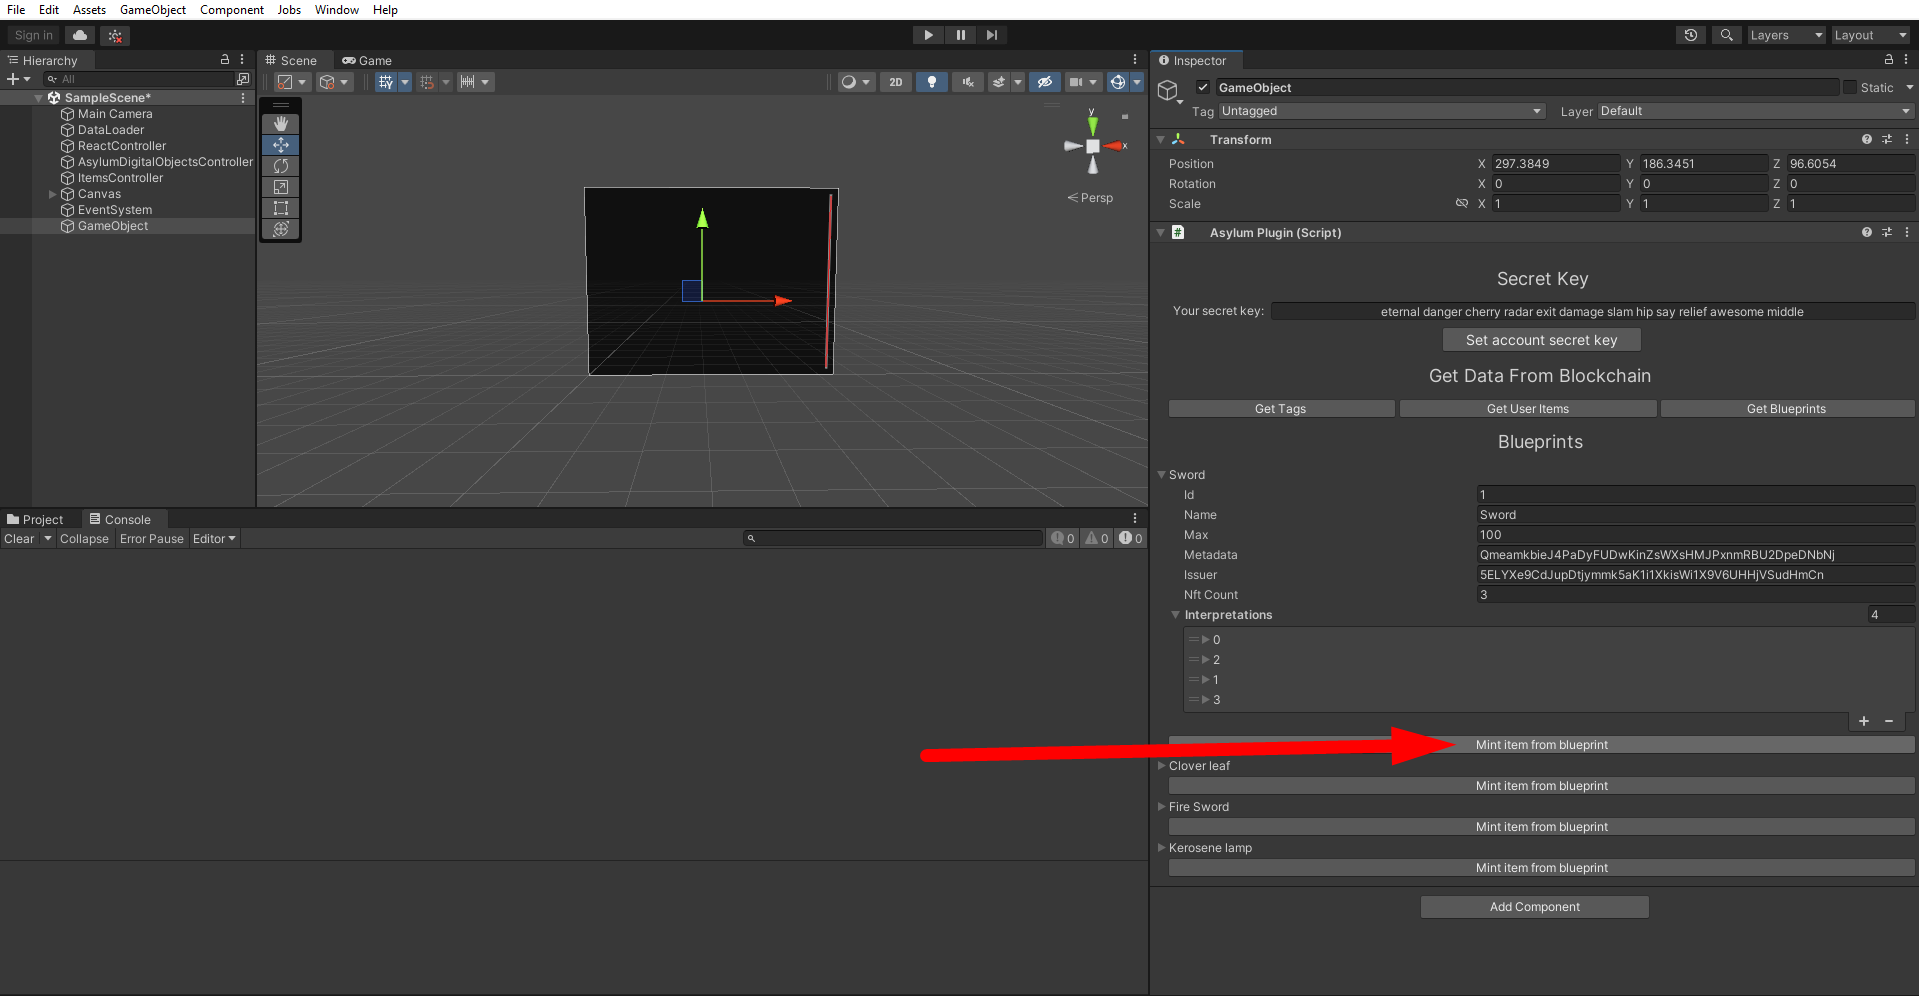 File Edit Assets GameObject Component Jobs Window Help
Sign in Layers Layout
Hierarchy
All
SampleScene*
Main Camera
DataLoader
ReactController
AsylumDigitalObjectsController
ItemsController
Canvas
EventSystem
GameObject
Scene Game
2D
y
x
Persp
Project Console
Clear Collapse Error Pause Editor 0 0 0
Inspector
GameObject Static
Tag Untagged Layer Default
Transform
Position X 297.3849 Y 186.3451 Z 96.6054
Rotation X 0 Y 0 Z 0
Scale X 1 Y 1 Z 1
# Asylum Plugin (Script)
Secret Key
Your secret key: eternal danger cherry radar exit damage slam hip say relief awesome middle
Set account secret key
Get Data From Blockchain
Get Tags Get User Items Get Blueprints
Blueprints
Sword
Id 1
Name Sword
Max 100
Metadata QmeamkbieJ4PaDyFUDwKinZsWXsHMJPxnmRBU2DpeDNbNj
Issuer 5ELYXe9CdJupDtjymmk5aK1i1XkisWi1X9V6UHHjVSudHmCn
Nft Count 3
Interpretations 4
0
2
1
3
+ −
Mint item from blueprint
Clover leaf
Mint item from blueprint
Fire Sword
Mint item from blueprint
Kerosene lamp
Mint item from blueprint
Add Component